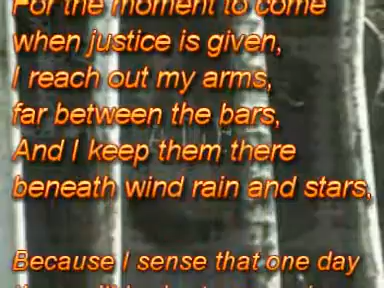 For the moment to come
when justice is given,
I reach out my arms,
far between the bars,
And I keep them there
beneath wind rain and stars,
Because I sense that one day